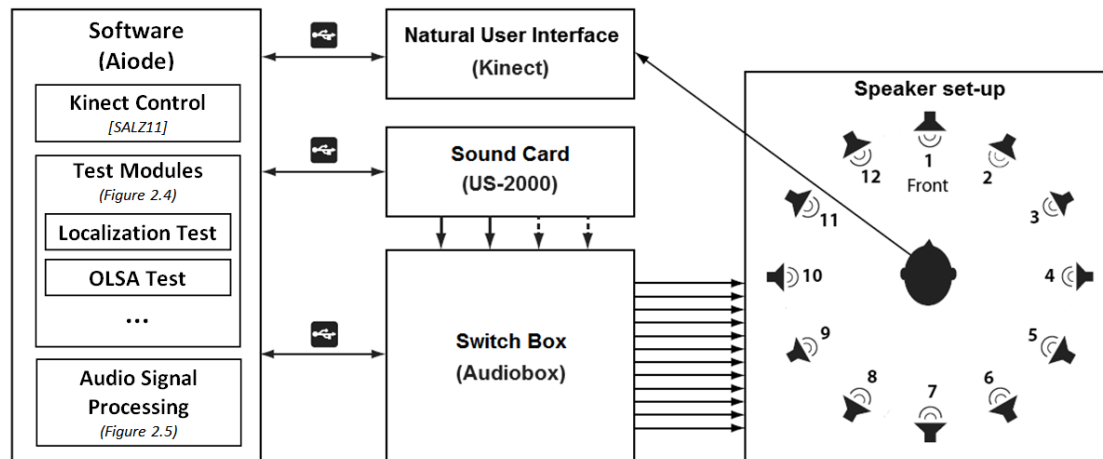 Software
(Aiode)
Kinect Control
[SALZ11]
Test Modules
(Figure 2.4)
Localization Test
OLSA Test
...
Audio Signal
Processing
(Figure 2.5)
Natural User Interface
(Kinect)
Sound Card
(US-2000)
Switch Box
(Audiobox)
Speaker set-up
1
Front
2
3
4
5
6
7
8
9
10
11
12